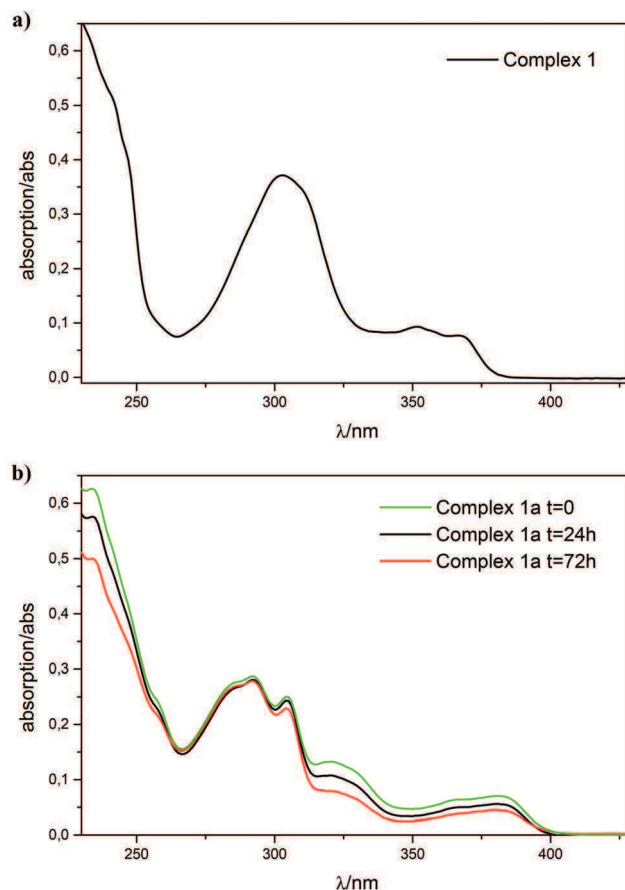 a)
0,6
0,5
0,4
0,3
0,2
0,1
0,0
absorption/abs
Complex 1
250 300 350 400
λ/nm
b)
0,6
0,5
0,4
0,3
0,2
0,1
0,0
absorption/abs
Complex 1a t=0
Complex 1a t=24h
Complex 1a t=72h
250 300 350 400
λ/nm